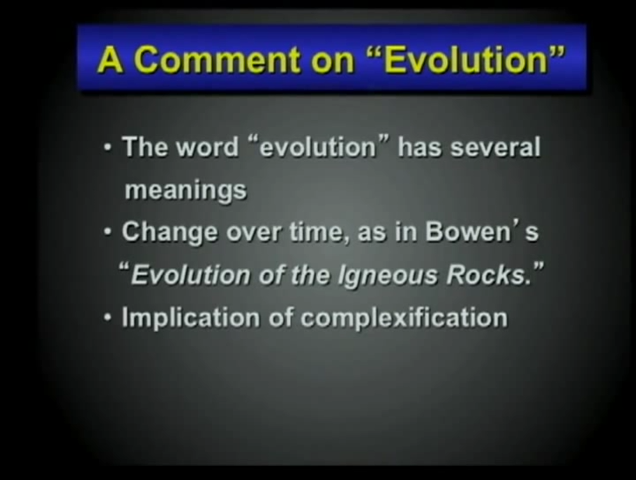 A Comment on “Evolution”
• The word “evolution” has several
meanings
• Change over time, as in Bowen’s
“Evolution of the Igneous Rocks.”
• Implication of complexification